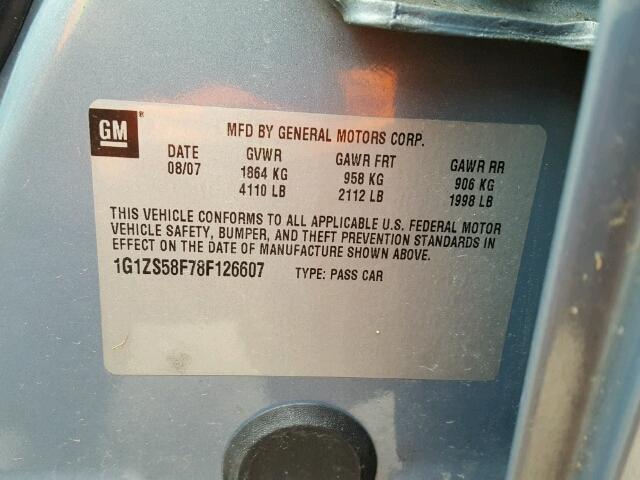 GM ®
MFD BY GENERAL MOTORS CORP.
DATE GVWR GAWR FRT GAWR RR
08/07 1864 KG 958 KG 906 KG
4110 LB 2112 LB 1998 LB
THIS VEHICLE CONFORMS TO ALL APPLICABLE U.S. FEDERAL MOTOR
VEHICLE SAFETY, BUMPER, AND THEFT PREVENTION STANDARDS IN
EFFECT ON THE DATE OF MANUFACTURE SHOWN ABOVE.
1G1ZS58F78F126607 TYPE: PASS CAR